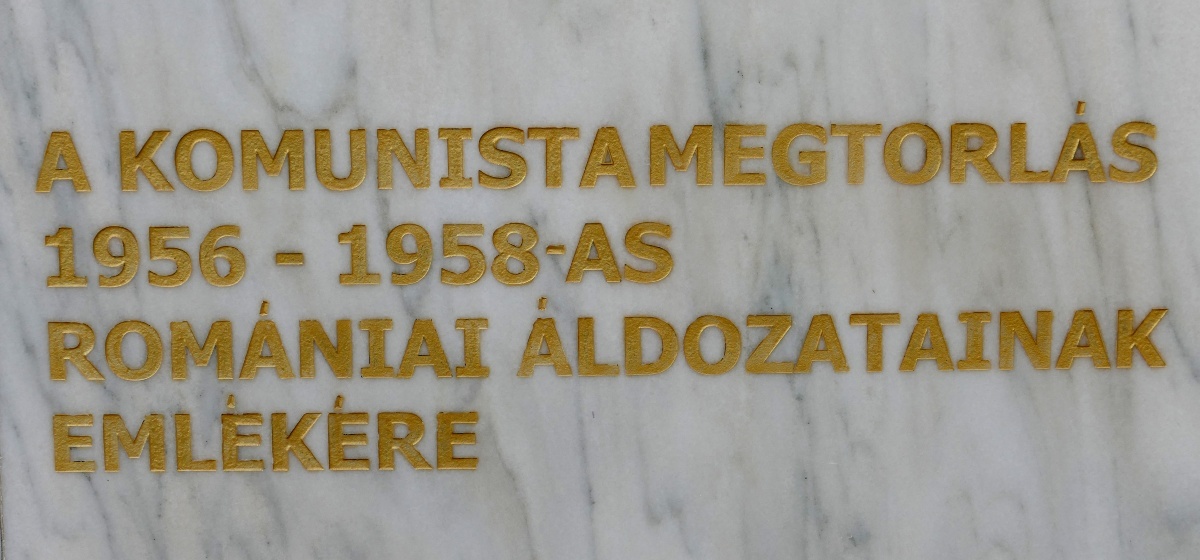 A KOMUNISTA MEGTORLÁS
1956 - 1958-AS
ROMÁNIAI ÁLDOZATAINAK
EMLÉKÉRE